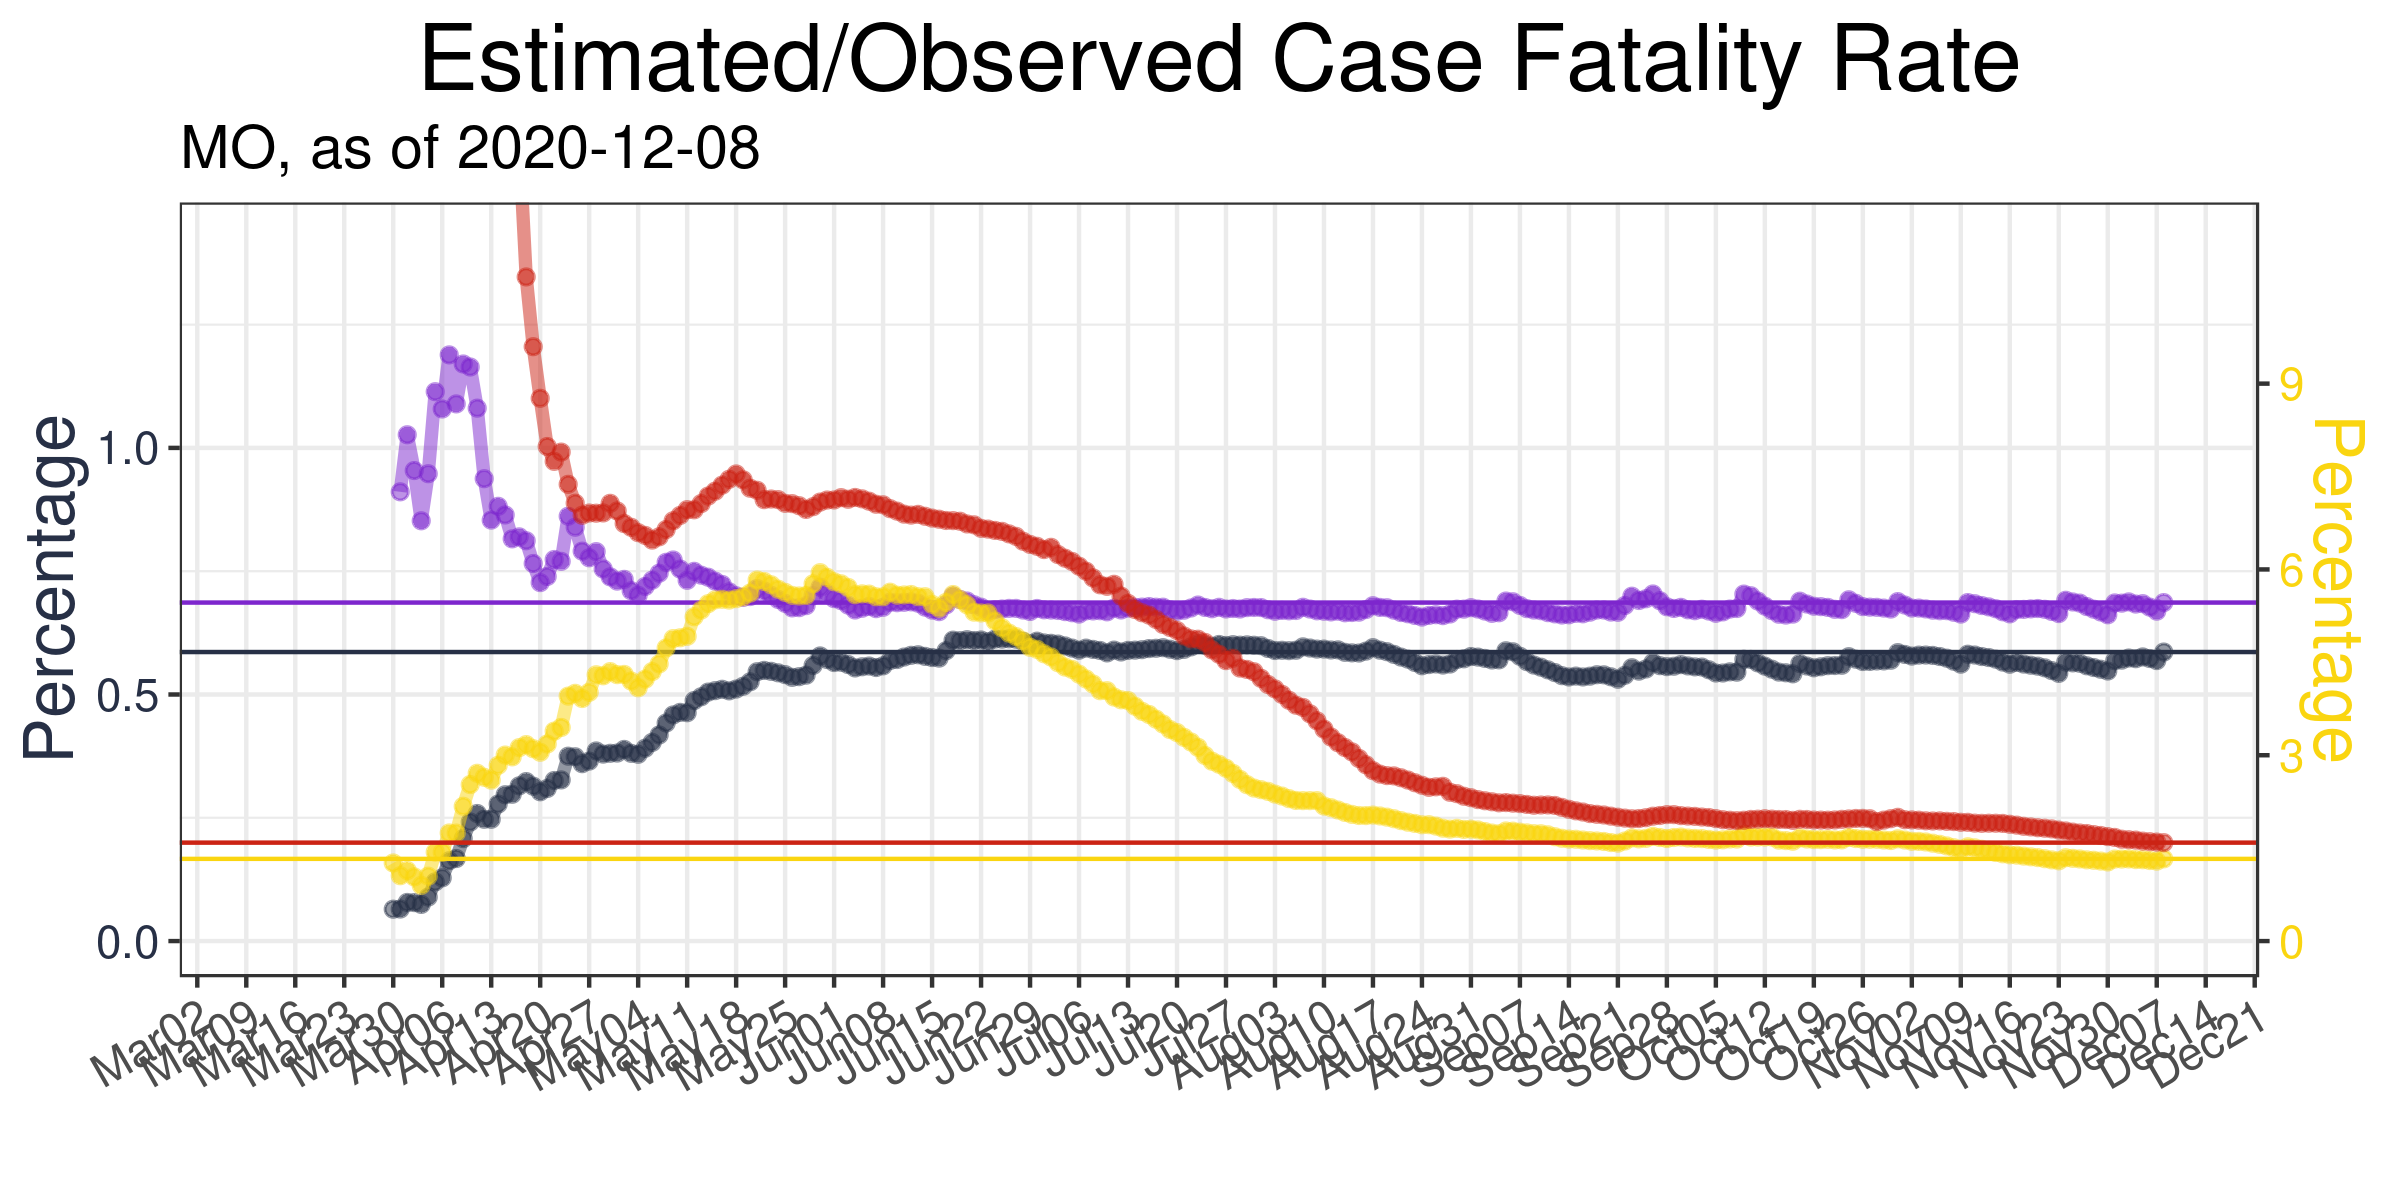 Estimated/Observed Case Fatality Rate
MO, as of 2020-12-08
Percentage
1.0
0.5
0.0
9
6
3
0
Percentage
Mar02
Mar09
Mar16
Mar23
Mar30
Apr06
Apr13
Apr20
Apr27
May04
May11
May18
May25
Jun01
Jun08
Jun15
Jun22
Jun29
Jul06
Jul13
Jul20
Jul27
Aug03
Aug10
Aug17
Aug24
Aug31
Sep07
Sep14
Sep21
Sep28
Oct05
Oct12
Oct19
Oct26
Nov02
Nov09
Nov16
Nov23
Nov30
Dec07
Dec14
Dec21